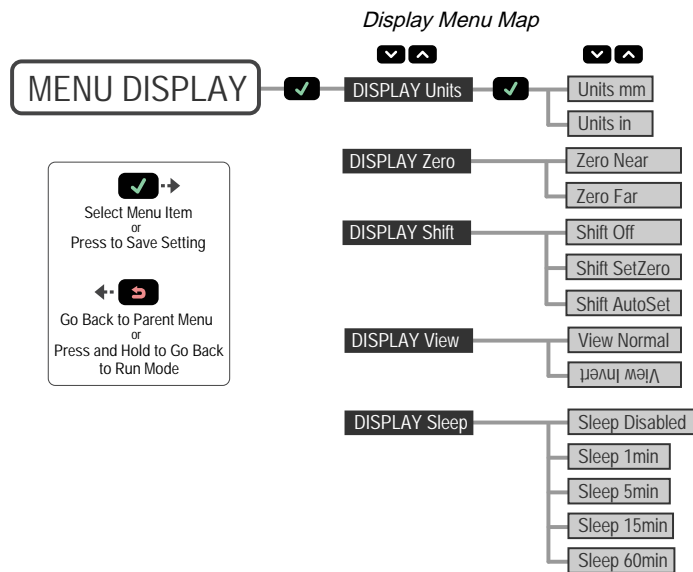 Display Menu Map
MENU DISPLAY
DISPLAY Units
Units mm
Units in
DISPLAY Zero
Zero Near
Zero Far
DISPLAY Shift
Shift Off
Shift SetZero
Shift AutoSet
DISPLAY View
View Normal
View Invert
DISPLAY Sleep
Sleep Disabled
Sleep 1min
Sleep 5min
Sleep 15min
Sleep 60min
Select Menu Item
or
Press to Save Setting
Go Back to Parent Menu
or
Press and Hold to Go Back
to Run Mode